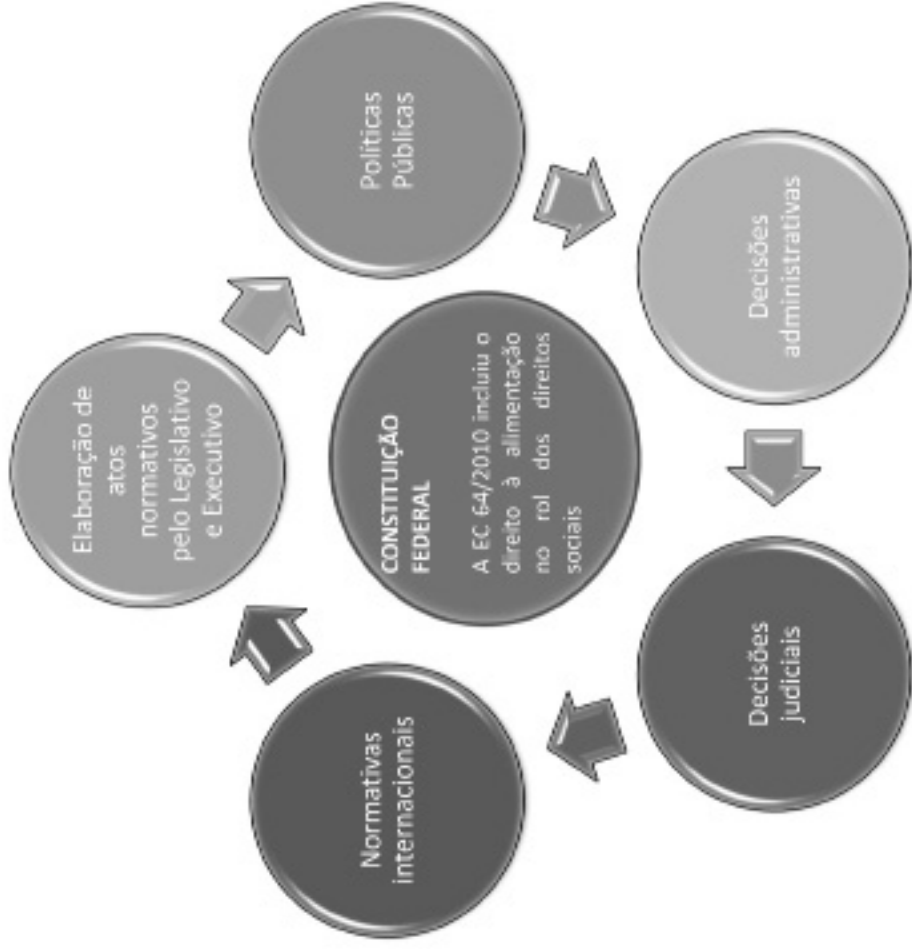 Elaboração de
atos
normativos
pelo Legislativo
e Executivo
Políticas
Públicas
Decisões
administrativas
Decisões
judiciais
Normativas
internacionais
CONSTITUIÇÃO
FEDERAL
A EC 64/2010 incluiu o
direito à alimentação
no rol dos direitos
sociais